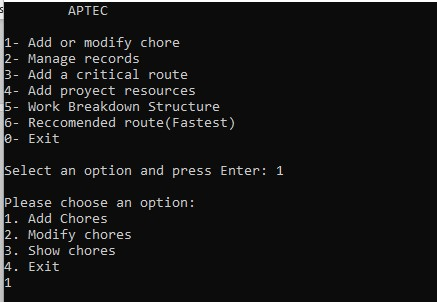 APTEC
1- Add or modify chore
2- Manage records
3- Add a critical route
4- Add proyect resources
5- Work Breakdown Structure
6- Reccomended route(Fastest)
0- Exit
Select an option and press Enter: 1
Please choose an option:
1. Add Chores
2. Modify chores
3. Show chores
4. Exit
1